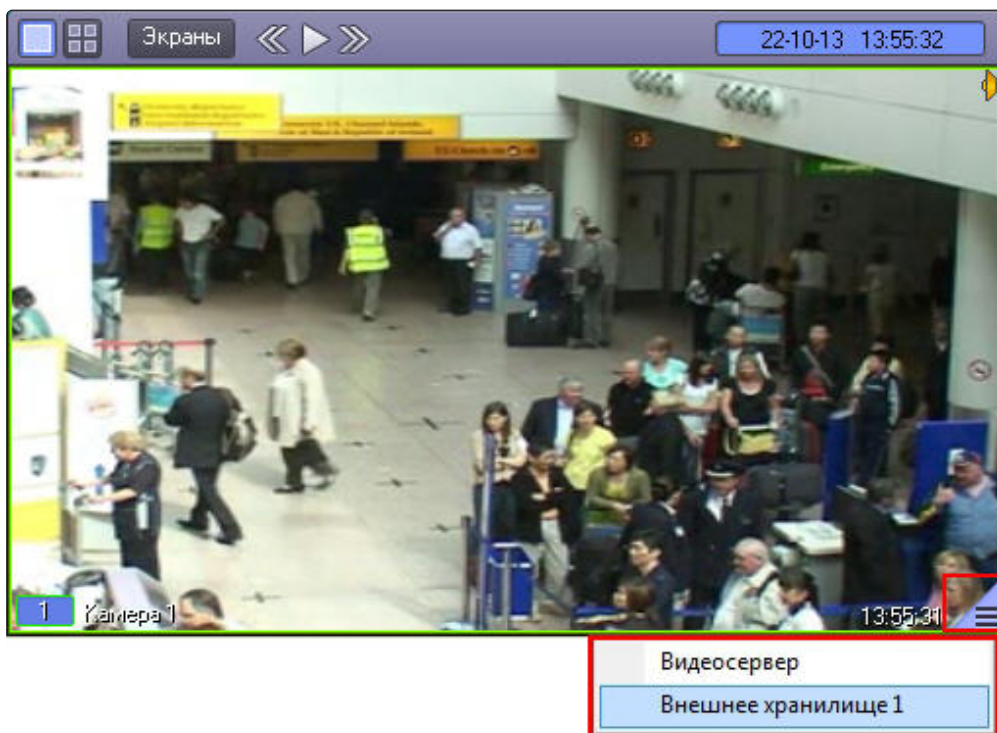 Экраны
22-10-13 13:55:32
1 Камера 1
13:55:31
Видеосервер
Внешнее хранилище 1